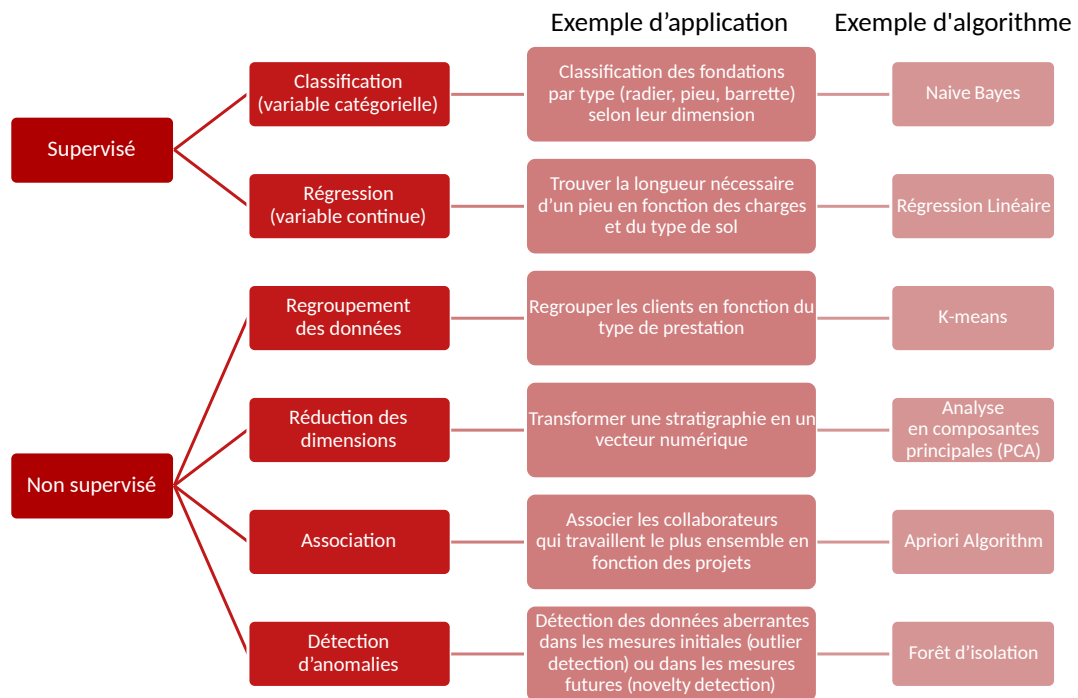 Exemple d’application
Exemple d'algorithme
Supervisé
Classification
(variable catégorielle)
Classification des fondations
par type (radier, pieu, barrette)
selon leur dimension
Naive Bayes
Régression
(variable continue)
Trouver la longueur nécessaire
d’un pieu en fonction des charges
et du type de sol
Régression Linéaire
Non supervisé
Regroupement
des données
Regrouper les clients en fonction du
type de prestation
K-means
Réduction des
dimensions
Transformer une stratigraphie en un
vecteur numérique
Analyse
en composantes
principales (PCA)
Association
Associer les collaborateurs
qui travaillent le plus ensemble en
fonction des projets
Apriori Algorithm
Détection
d’anomalies
Détection des données aberrantes
dans les mesures initiales (outlier
detection) ou dans les mesures
futures (novelty detection)
Forêt d’isolation